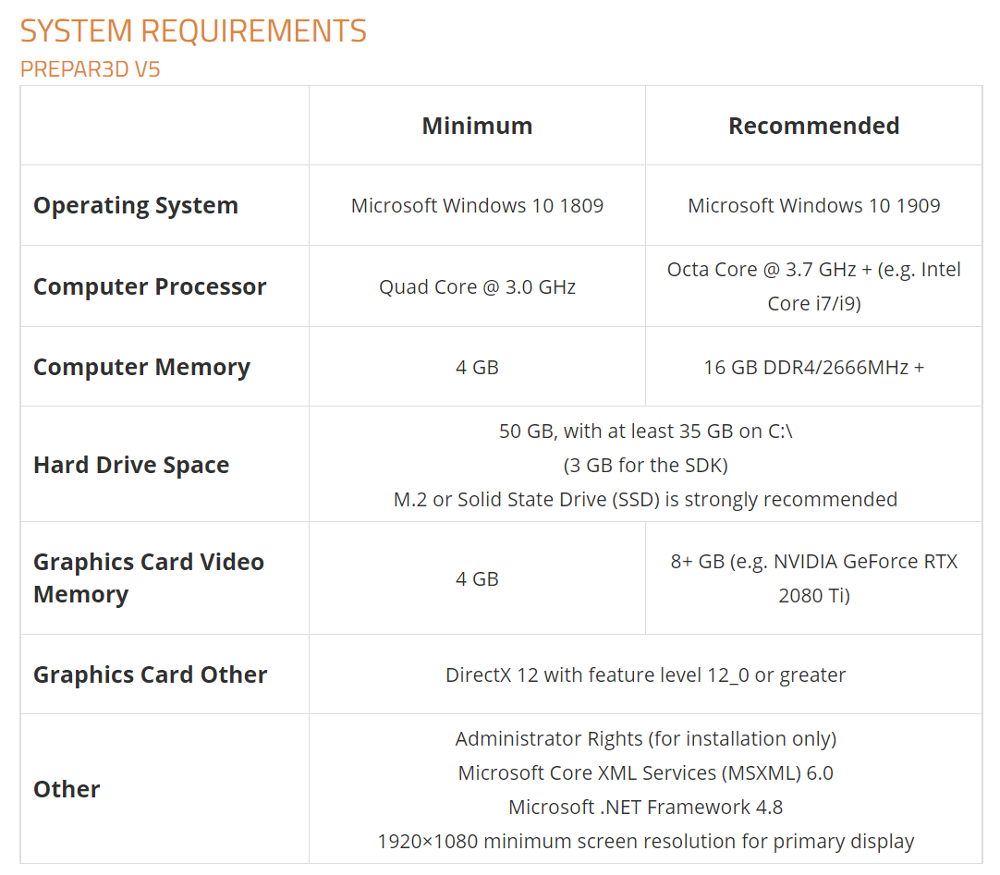 SYSTEM REQUIREMENTS
PREPAR3D V5
Minimum
Recommended
Operating System
Microsoft Windows 10 1809
Microsoft Windows 10 1909
Computer Processor
Quad Core @ 3.0 GHz
Octa Core @ 3.7 GHz + (e.g. Intel
Core i7/i9)
Computer Memory
4 GB
16 GB DDR4/2666MHz +
Hard Drive Space
50 GB, with at least 35 GB on C:\
(3 GB for the SDK)
M.2 or Solid State Drive (SSD) is strongly recommended
Graphics Card Video
Memory
4 GB
8+ GB (e.g. NVIDIA GeForce RTX
2080 Ti)
Graphics Card Other
DirectX 12 with feature level 12_0 or greater
Other
Administrator Rights (for installation only)
Microsoft Core XML Services (MSXML) 6.0
Microsoft .NET Framework 4.8
1920×1080 minimum screen resolution for primary display